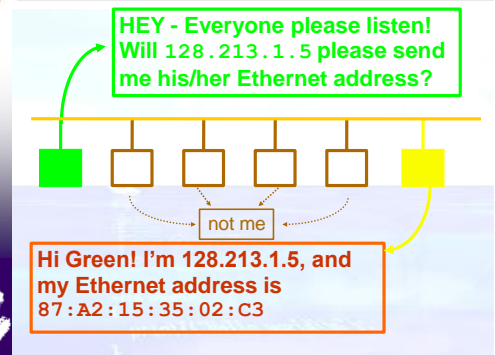 HEY - Everyone please listen!
Will 128.213.1.5 please send
me his/her Ethernet address?
not me
Hi Green! I'm 128.213.1.5, and
my Ethernet address is
87:A2:15:35:02:C3